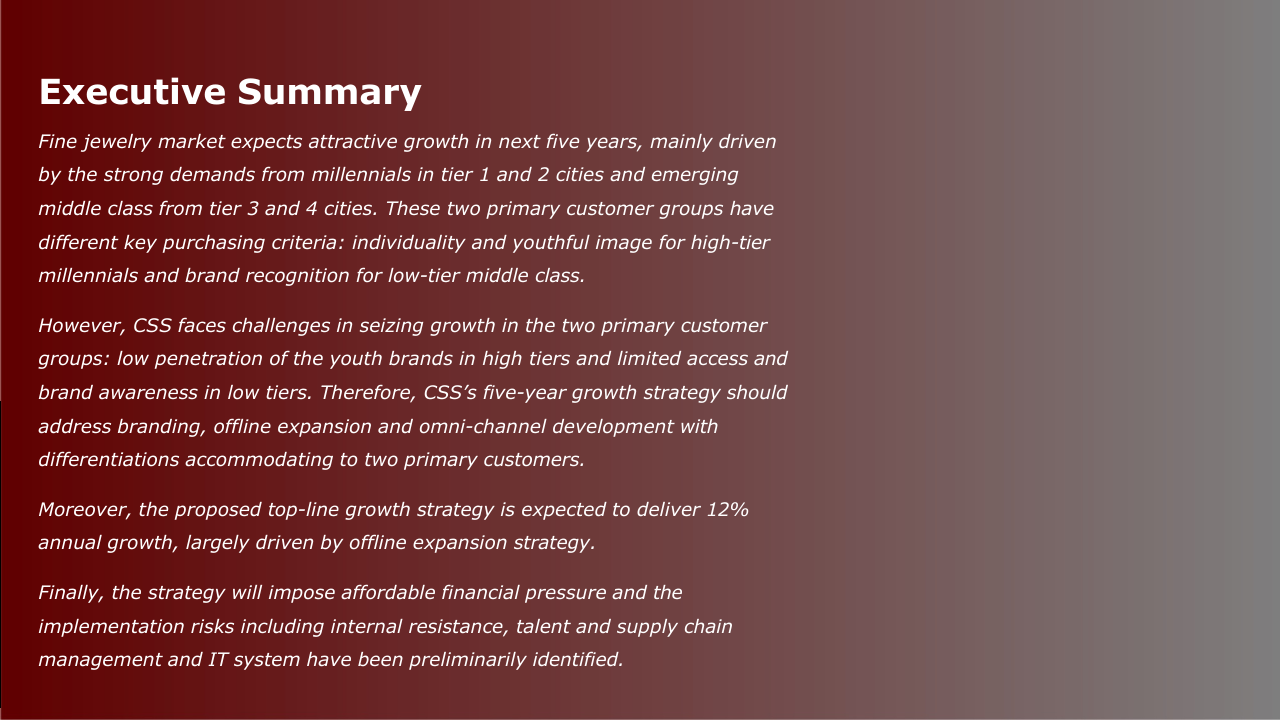 Executive Summary
Fine jewelry market expects attractive growth in next five years, mainly driven
by the strong demands from millennials in tier 1 and 2 cities and emerging
middle class from tier 3 and 4 cities. These two primary customer groups have
different key purchasing criteria: individuality and youthful image for high-tier
millennials and brand recognition for low-tier middle class.
However, CSS faces challenges in seizing growth in the two primary customer
groups: low penetration of the youth brands in high tiers and limited access and
brand awareness in low tiers. Therefore, CSS’s five-year growth strategy should
address branding, offline expansion and omni-channel development with
differentiations accommodating to two primary customers.
Moreover, the proposed top-line growth strategy is expected to deliver 12%
annual growth, largely driven by offline expansion strategy.
Finally, the strategy will impose affordable financial pressure and the
implementation risks including internal resistance, talent and supply chain
management and IT system have been preliminarily identified.